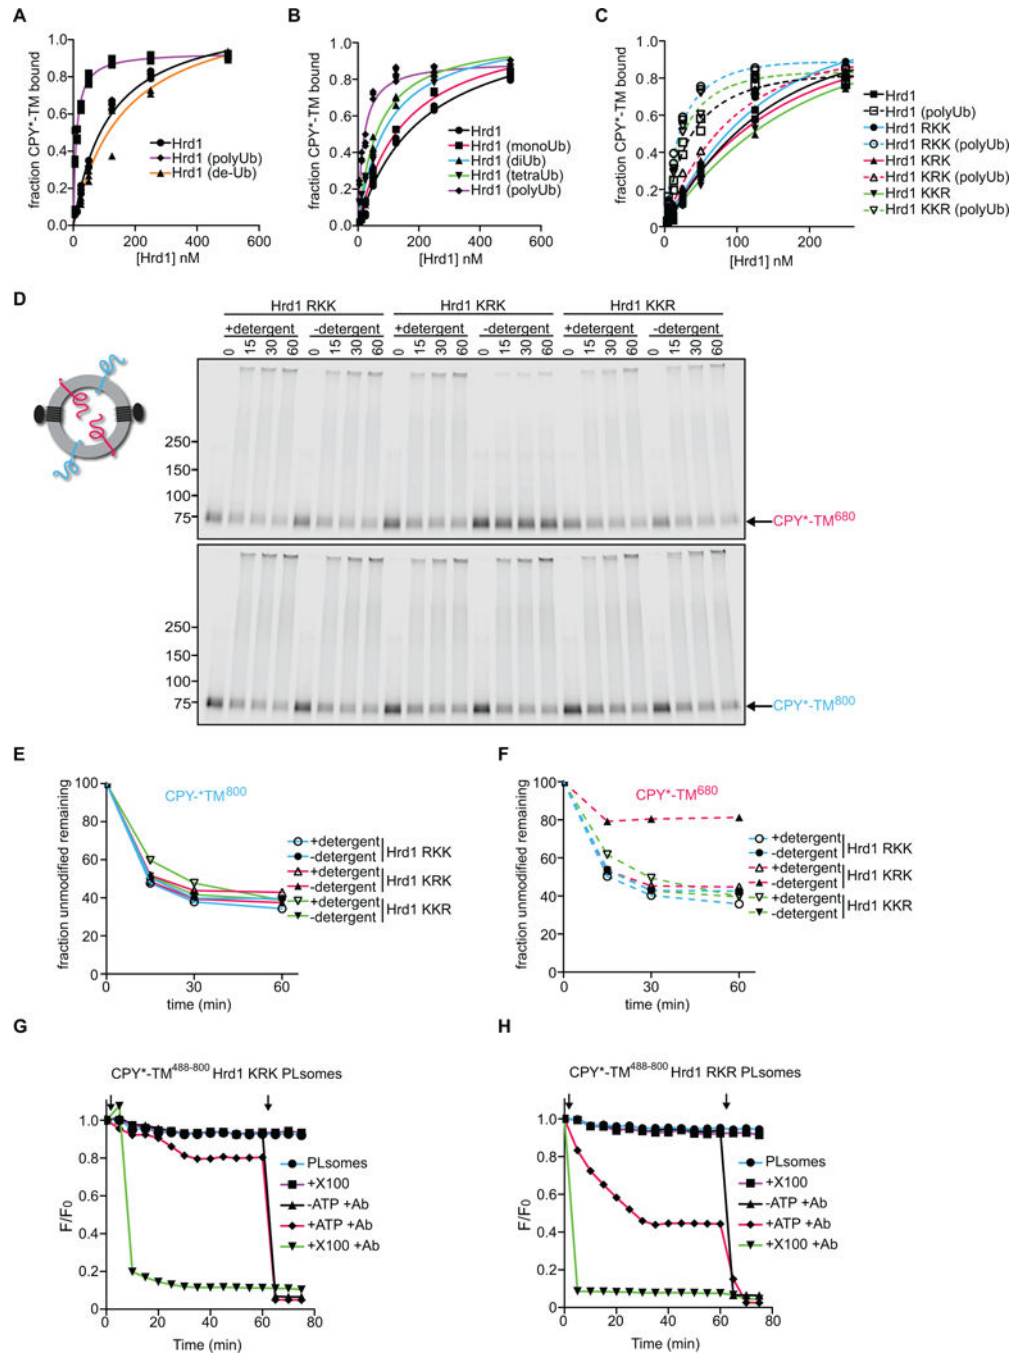 A
fraction CPY*-TM bound
1.0
0.8
0.6
0.4
0.2
0.0
0
200
400
600
[Hrd1] nM
Hrd1
Hrd1 (polyUb)
Hrd1 (de-Ub)
B
fraction CPY*-TM bound
1.0
0.8
0.6
0.4
0.2
0.0
0
200
400
600
[Hrd1] nM
Hrd1
Hrd1 (monoUb)
Hrd1 (diUb)
Hrd1 (tetraUb)
Hrd1 (polyUb)
C
fraction CPY*-TM bound
1.0
0.8
0.6
0.4
0.2
0
0
100
200
[Hrd1] nM
Hrd1
Hrd1 (polyUb)
Hrd1 RKK
Hrd1 RKK (polyUb)
Hrd1 KRK
Hrd1 KRK (polyUb)
Hrd1 KKR
Hrd1 KKR (polyUb)
D
Hrd1 RKK Hrd1 KRK Hrd1 KKR
+detergent -detergent +detergent -detergent +detergent -detergent
0 15 30 60 0 15 30 60 0 15 30 60 0 15 30 60 0 15 30 60 0 15 30 60
250
150
100
75
CPY*-TM680
250
150
100
75
CPY*-TM800
E
fraction unmodified remaining
100
80
60
40
20
0
0
30
60
time (min)
CPY-*TM800
+detergent
-detergent
Hrd1 RKK
+detergent
-detergent
Hrd1 KRK
+detergent
-detergent
Hrd1 KKR
F
fraction unmodified remaining
100
80
60
40
20
0
0
30
60
time (min)
CPY*-TM680
+detergent
-detergent
Hrd1 RKK
+detergent
-detergent
Hrd1 KRK
+detergent
-detergent
Hrd1 KKR
G
CPY*-TM488-800 Hrd1 KRK PLsomes
F/F0
1.0
0.8
0.6
0.4
0.2
0
0
20
40
60
80
Time (min)
PLsomes
+X100
-ATP +Ab
+ATP +Ab
+X100 +Ab
H
CPY*-TM488-800 Hrd1 RKR PLsomes
F/F0
1.0
0.8
0.6
0.4
0.2
0.0
0
20
40
60
80
Time (min)
PLsomes
+X100
-ATP +Ab
+ATP +Ab
+X100 +Ab